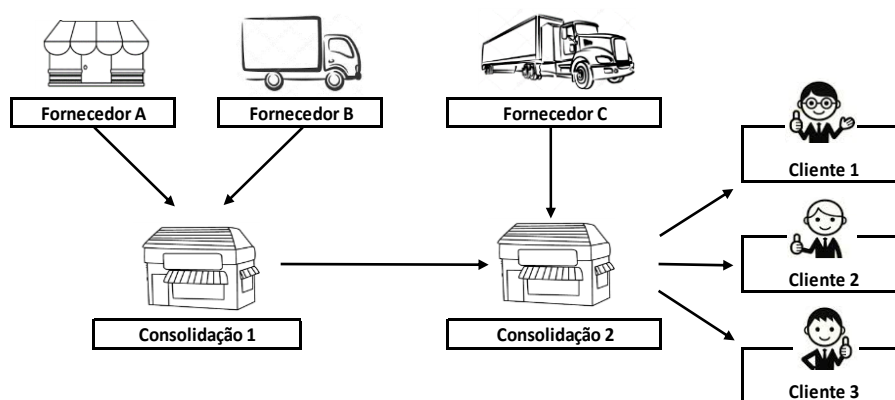 Fornecedor A
Fornecedor B
Fornecedor C
Cliente 1
Cliente 2
Consolidação 1
Consolidação 2
Cliente 3